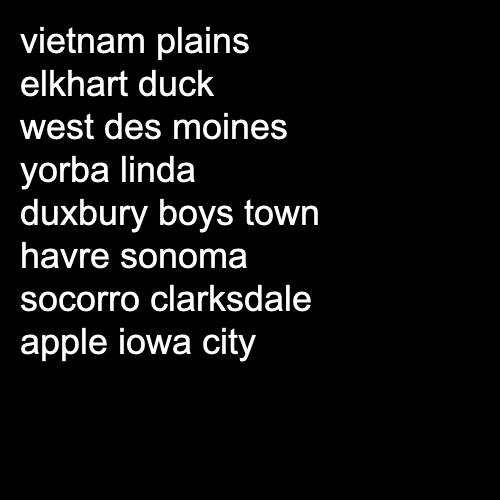 vietnam plains
elkhart duck
west des moines
yorba linda
duxbury boys town
havre sonoma
socorro clarksdale
apple iowa city